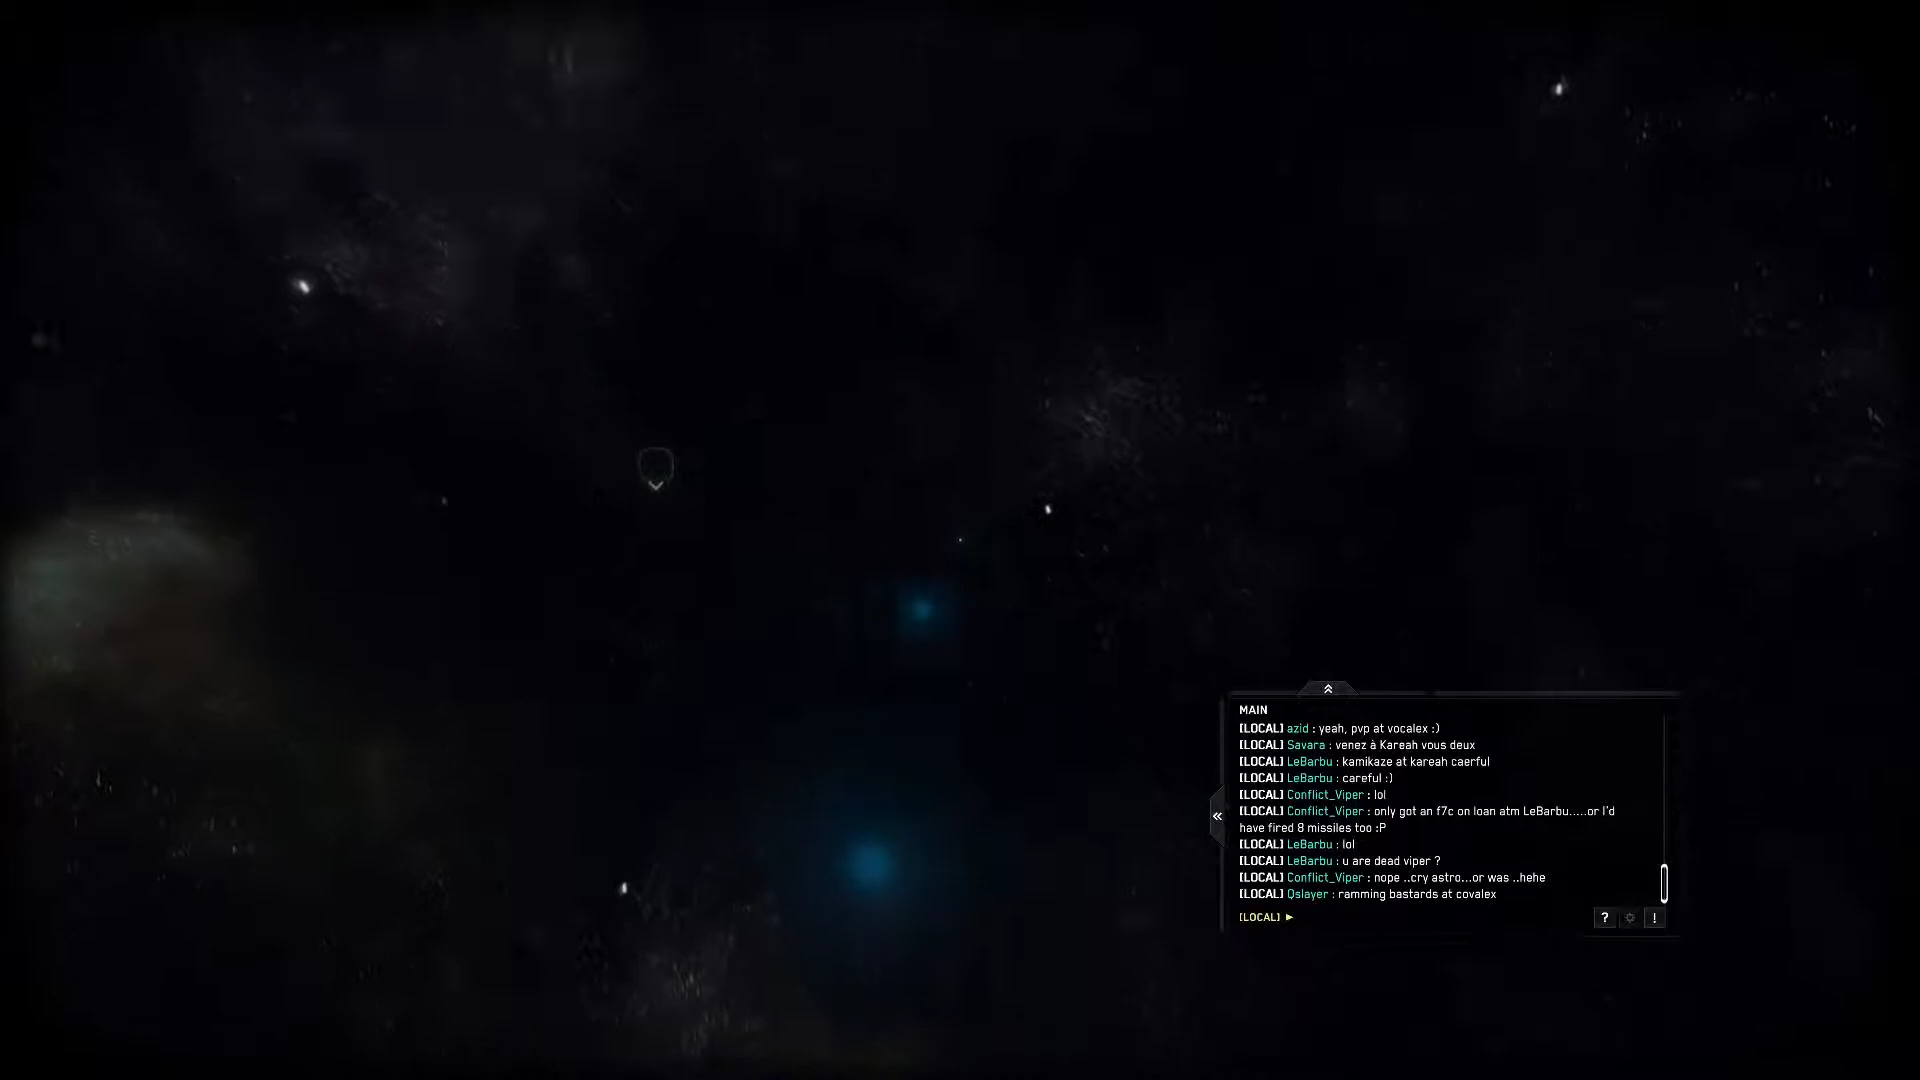 MAIN
[LOCAL] azid : yeah, pvp at vocalex :)
[LOCAL] Savara : venez à Kareah vous deux
[LOCAL] LeBarbu : kamikaze at kareah caerful
[LOCAL] LeBarbu : careful :)
[LOCAL] Conflict_Viper : lol
[LOCAL] Conflict_Viper : only got an f7c on loan atm LeBarbu.....or I'd
have fired 8 missiles too :P
[LOCAL] LeBarbu : lol
[LOCAL] LeBarbu : u are dead viper ?
[LOCAL] Conflict_Viper : nope ..cry astro...or was ..hehe
[LOCAL] Qslayer : ramming bastards at covalex
[LOCAL] ►
? !